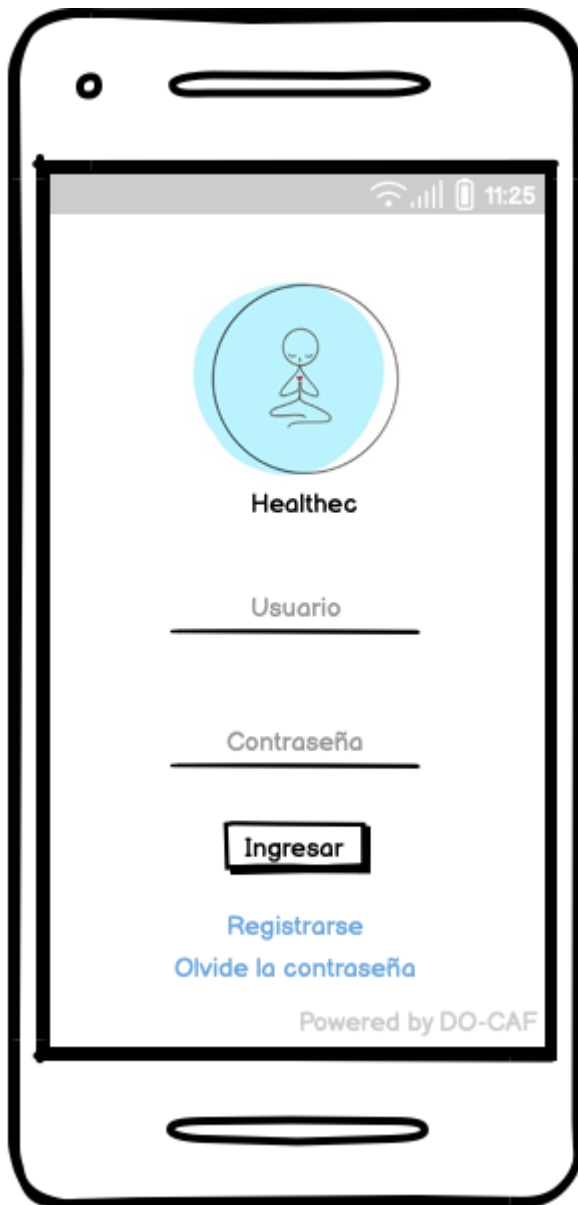 11:25
Healthec
Usuario
Contraseña
Ingresar
Registrarse
Olvide la contraseña
Powered by DO-CAF